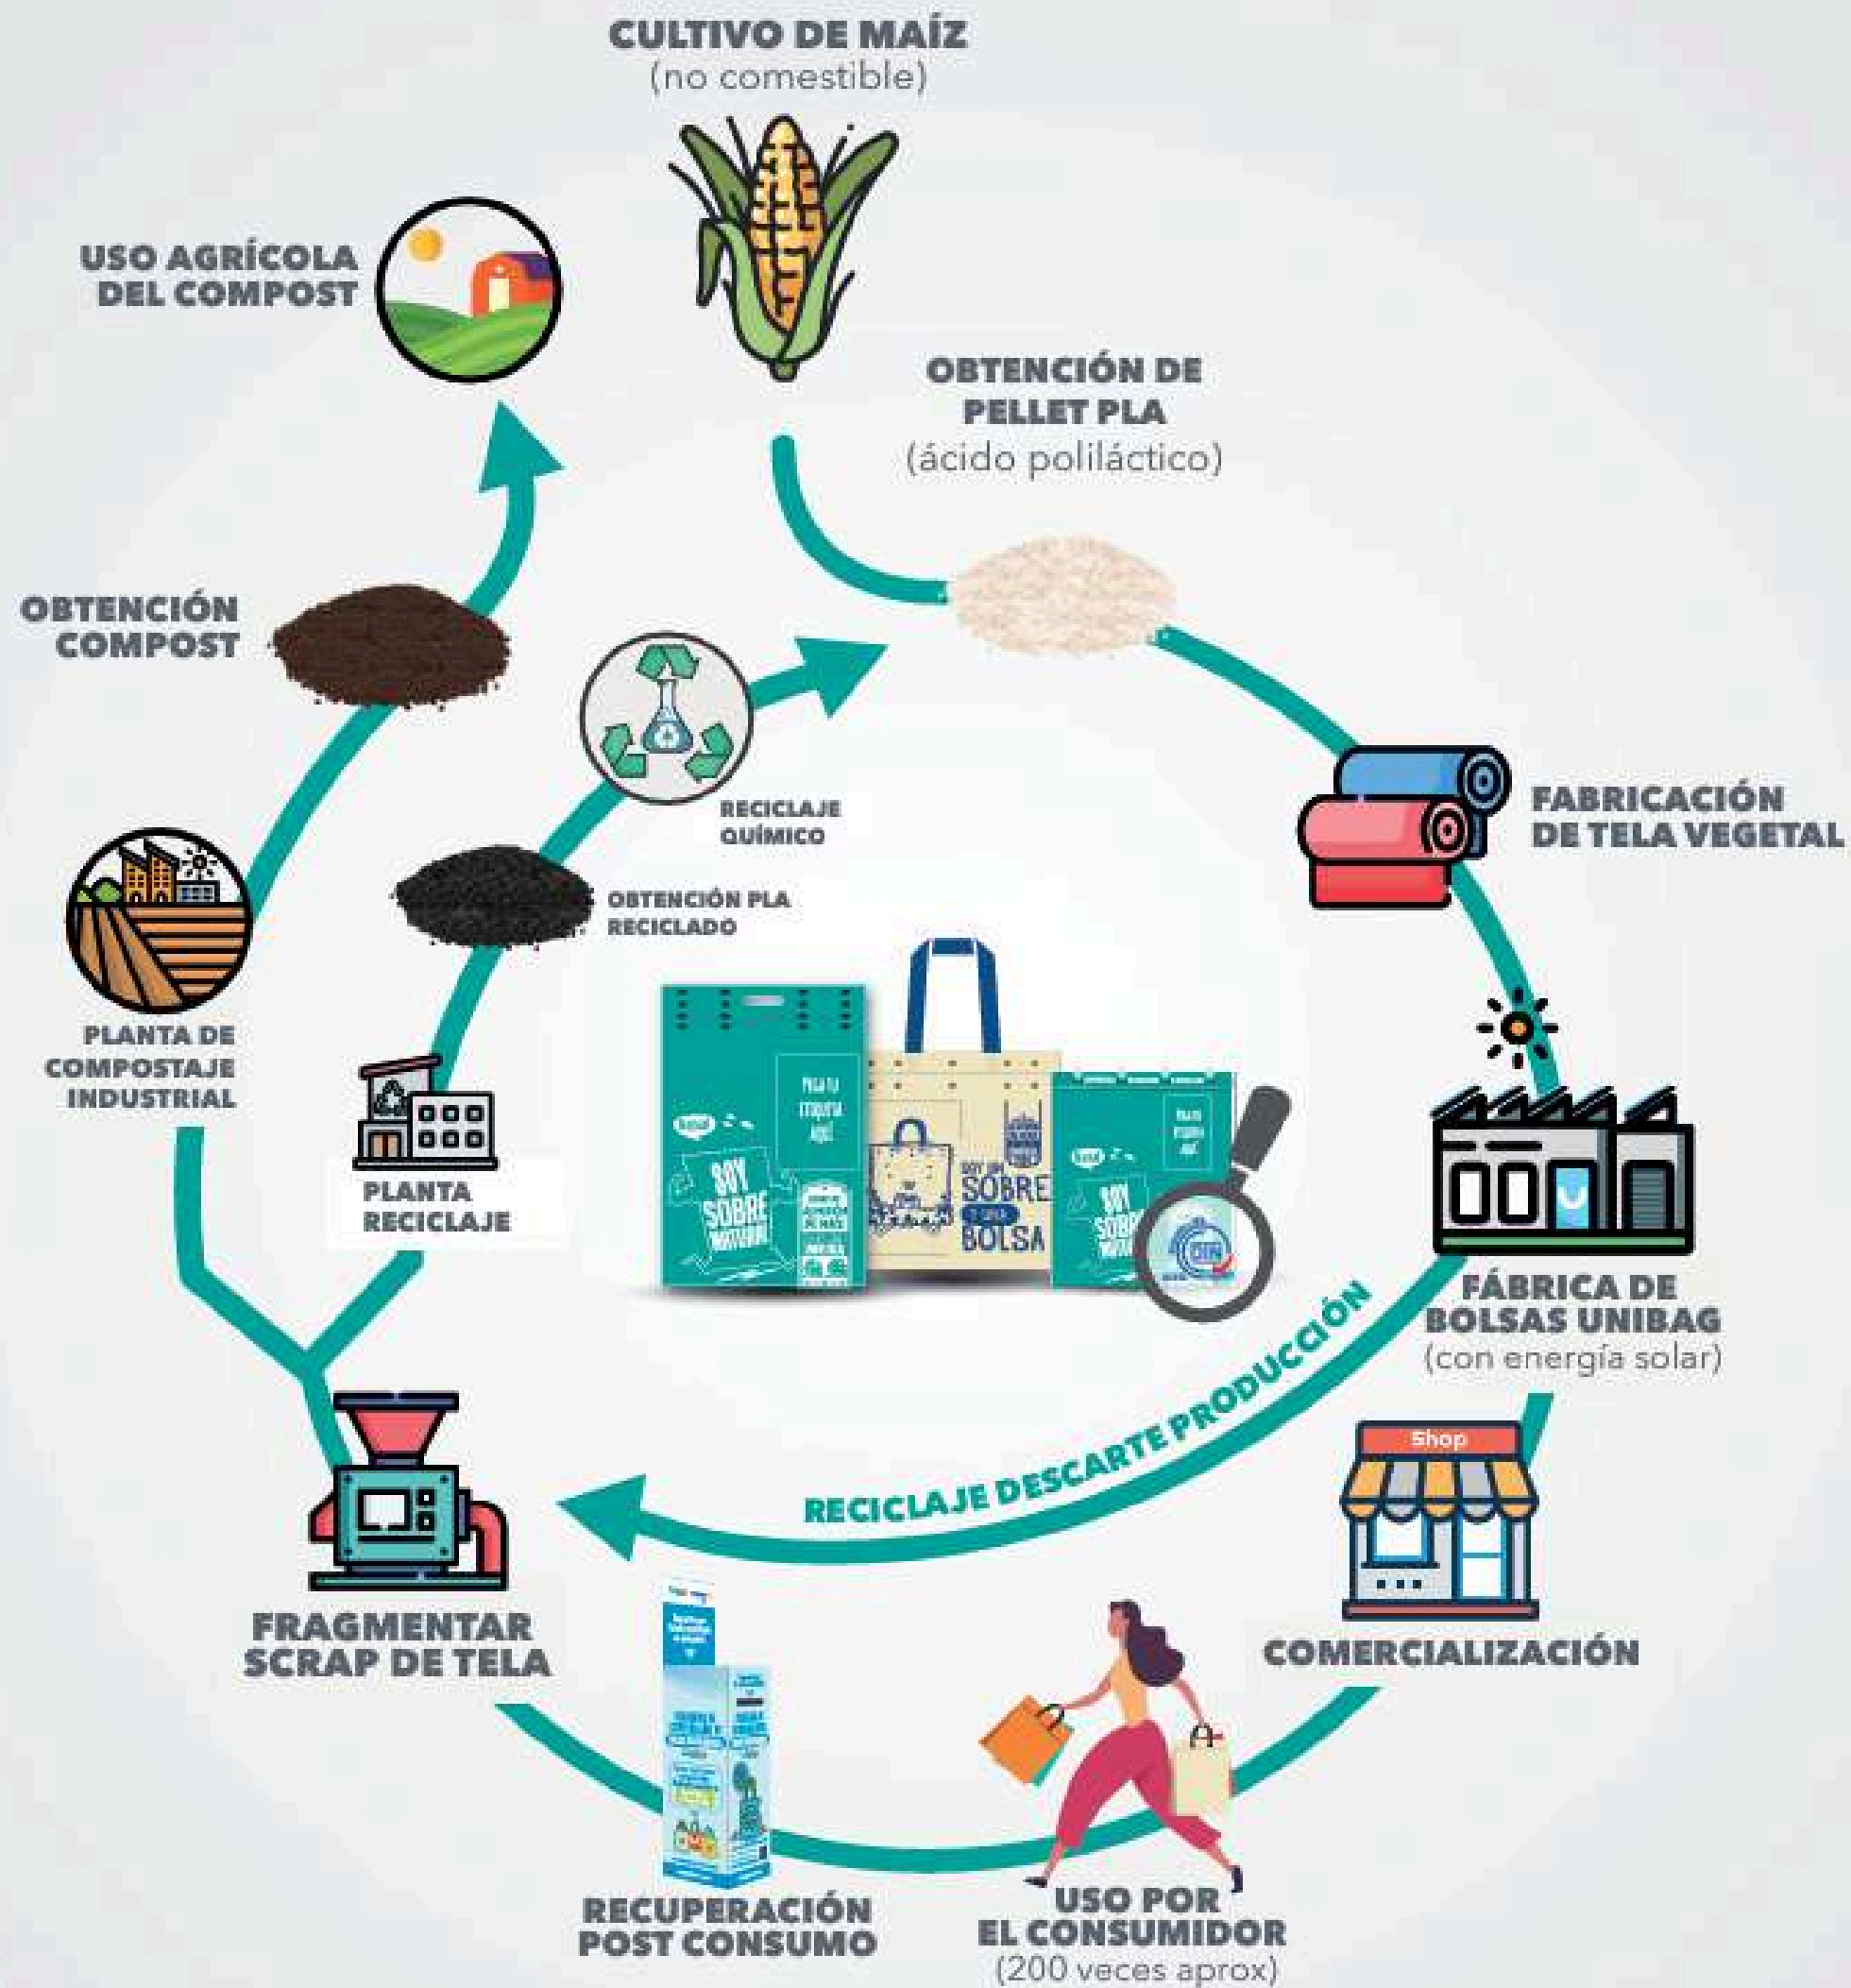 CULTIVO DE MAÍZ
(no comestible)
USO AGRÍCOLA
DEL COMPOST
OBTENCIÓN DE
PELLET PLA
(ácido poliláctico)
OBTENCIÓN
COMPOST
RECICLAJE
QUÍMICO
FABRICACIÓN
DE TELA VEGETAL
OBTENCIÓN PLA
RECICLADO
PLANTA DE
COMPOSTAJE
INDUSTRIAL
PLANTA
RECICLAJE
SOY
SOBRE
NATURAL
SOBRE
BOLSA
SOY
FÁBRICA DE
BOLSAS UNIBAG
(con energía solar)
RECICLAJE DESCARTE PRODUCCIÓN
Shop
COMERCIALIZACIÓN
FRAGMENTAR
SCRAP DE TELA
RECUPERACIÓN
POST CONSUMO
USO POR
EL CONSUMIDOR
(200 veces aprox)